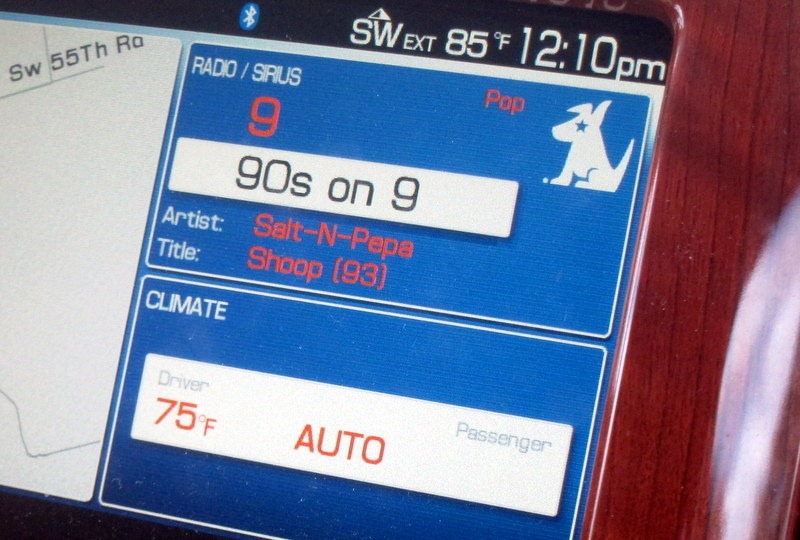 SW EXT 85°F 12:10pm
Sw 55Th Ra
RADIO / SIRIUS
Pop
9
90s on 9
Artist: Salt-N-Pepa
Title: Shoop (93)
CLIMATE
Driver
75°F
AUTO
Passenger